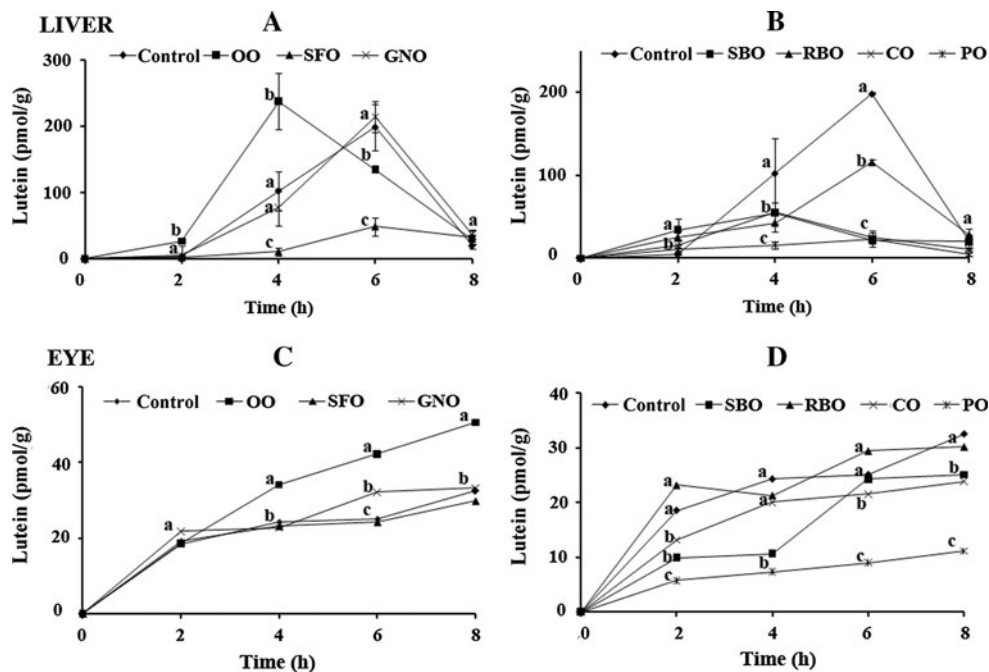 LIVER
A
Control OO SFO GNO
Lutein (pmol/g)
300
200
100
0
b
a
b
a
a
c
a
b
c
a
0 2 4 6 8
Time (h)
B
Control SBO RBO CO PO
Lutein (pmol/g)
200
100
0
a
b
a
b
c
a
b
c
a
0 2 4 6 8
Time (h)
EYE
C
Control OO SFO GNO
Lutein (pmol/g)
60
40
20
0
a
a
b
a
b
c
a
b
0 2 4 6 8
Time (h)
D
Control SBO RBO CO PO
Lutein (pmol/g)
40
30
20
10
0
a
a
b
b
c
a
a
b
a
a
b
c
a
b
c
0 2 4 6 8
Time (h)